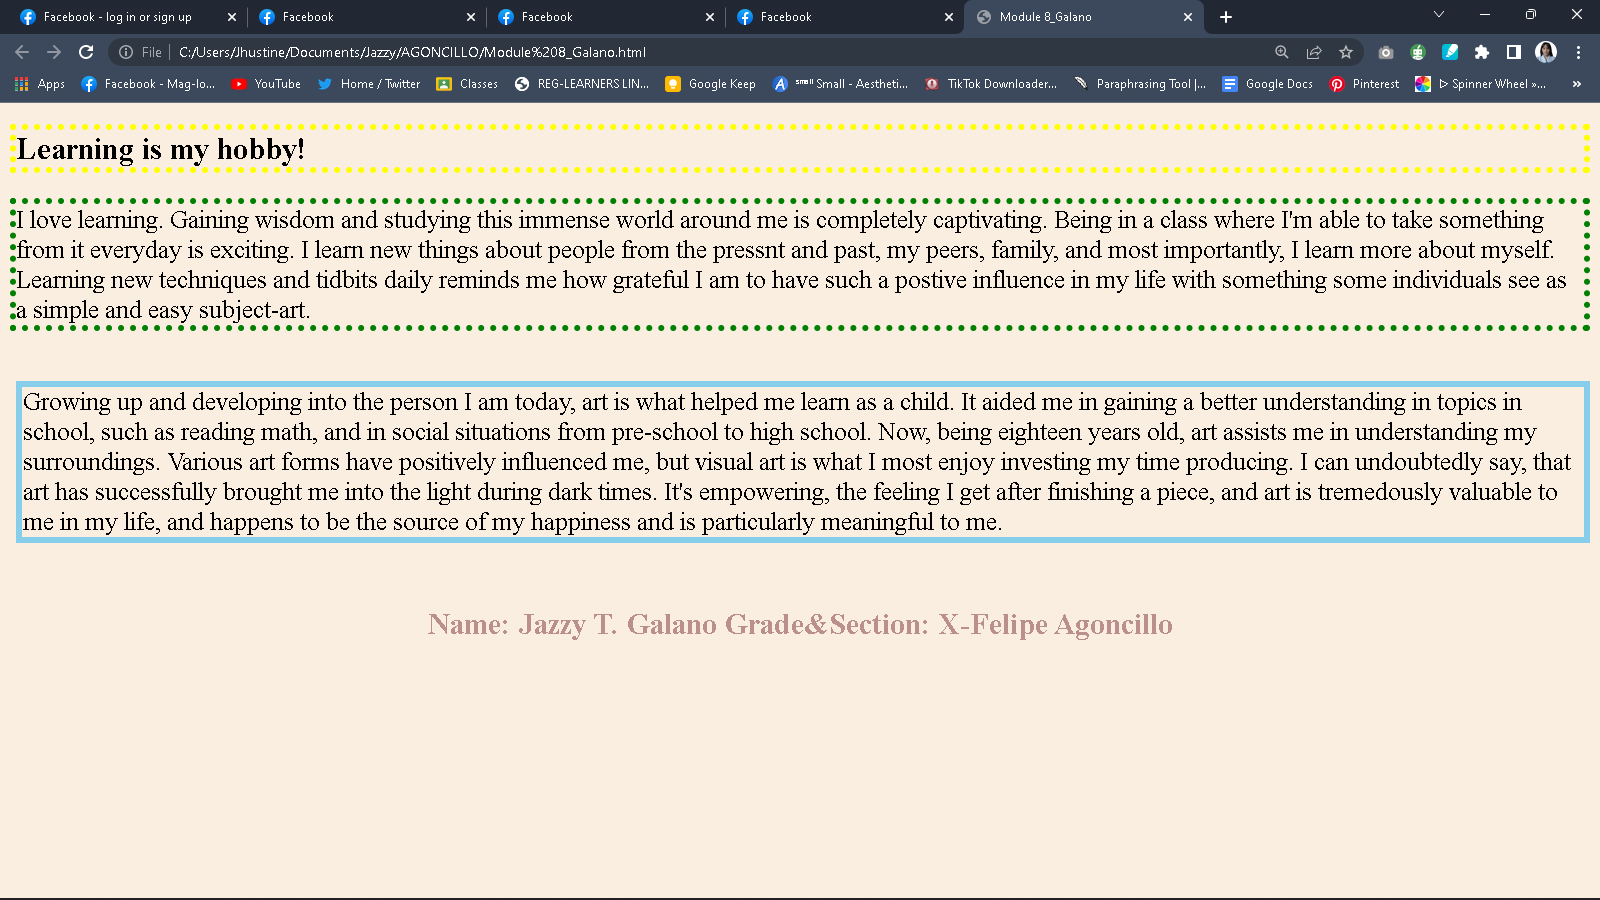 Facebook - log in or sign up
Facebook
Facebook
Facebook
Module 8_Galano
File
C:/Users/Jhustine/Documents/Jazzy/AGONCILLO/Module%208_Galano.html
Apps
Facebook - Mag-lo...
YouTube
Home / Twitter
Classes
REG-LEARNERS LIN...
Google Keep
ˢᵐᵃˡˡ Small - Aestheti...
TikTok Downloader...
Paraphrasing Tool |...
Google Docs
Pinterest
ᐅ Spinner Wheel »...
»
Learning is my hobby!
I love learning. Gaining wisdom and studying this immense world around me is completely captivating. Being in a class where I'm able to take something
from it everyday is exciting. I learn new things about people from the pressnt and past, my peers, family, and most importantly, I learn more about myself.
Learning new techniques and tidbits daily reminds me how grateful I am to have such a postive influence in my life with something some individuals see as
a simple and easy subject-art.
Growing up and developing into the person I am today, art is what helped me learn as a child. It aided me in gaining a better understanding in topics in
school, such as reading math, and in social situations from pre-school to high school. Now, being eighteen years old, art assists me in understanding my
surroundings. Various art forms have positively influenced me, but visual art is what I most enjoy investing my time producing. I can undoubtedly say, that
art has successfully brought me into the light during dark times. It's empowering, the feeling I get after finishing a piece, and art is tremedously valuable to
me in my life, and happens to be the source of my happiness and is particularly meaningful to me.
Name: Jazzy T. Galano Grade&Section: X-Felipe Agoncillo